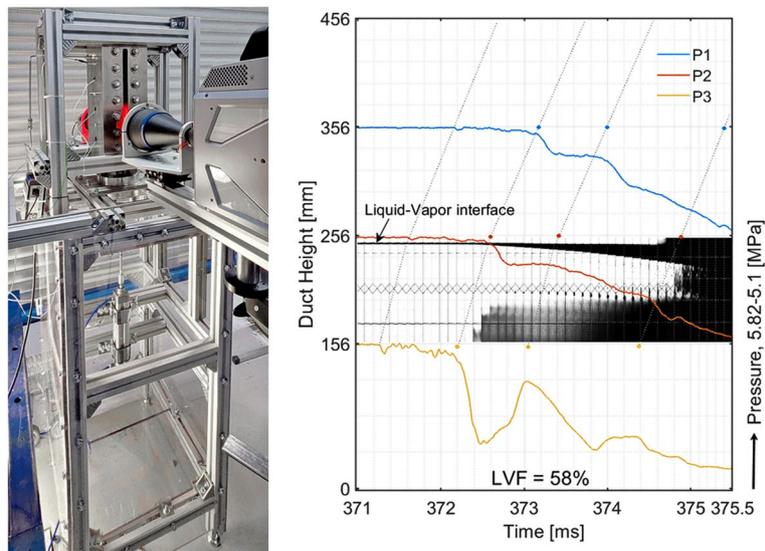 456
356
256
156
0
Duct Height [mm]
P1
P2
P3
Liquid-Vapor interface
LVF = 58%
371
372
373
374
375
375.5
Time [ms]
Pressure, 5.82-5.1 [MPa]